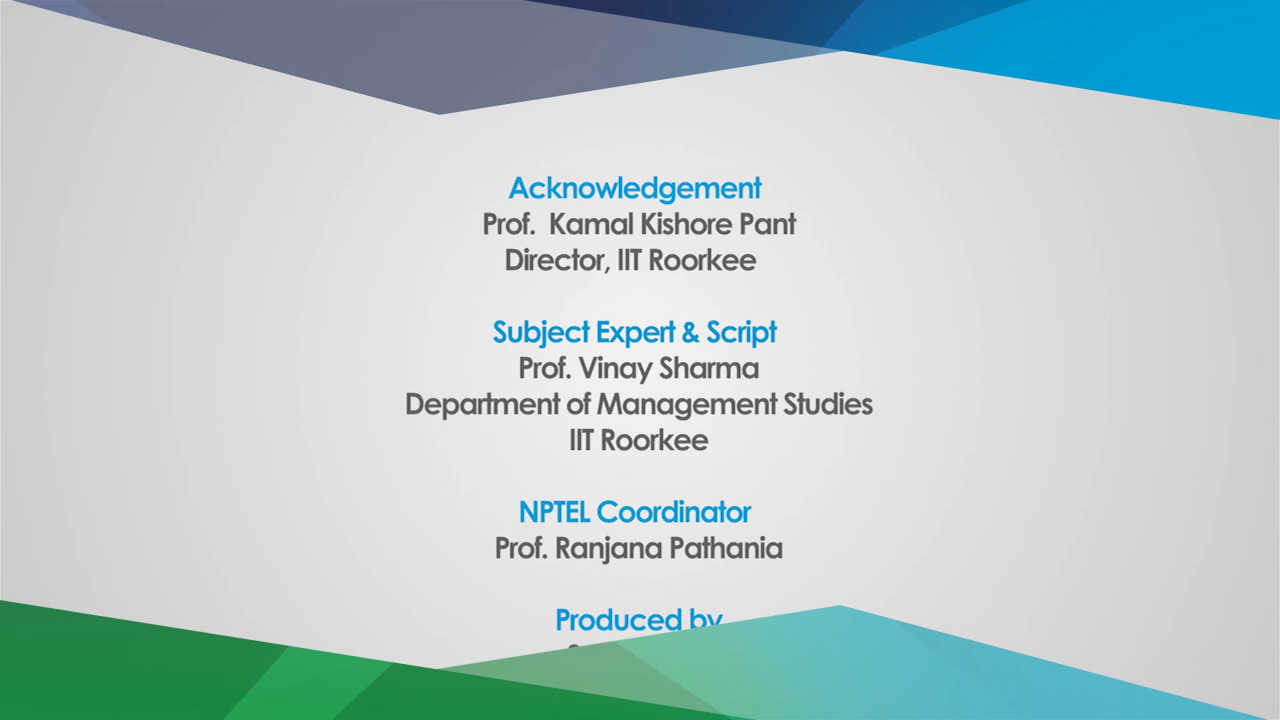 Acknowledgement
Prof. Kamal Kishore Pant
Director, IIT Roorkee
Subject Expert & Script
Prof. Vinay Sharma
Department of Management Studies
IIT Roorkee
NPTEL Coordinator
Prof. Ranjana Pathania
Produced by